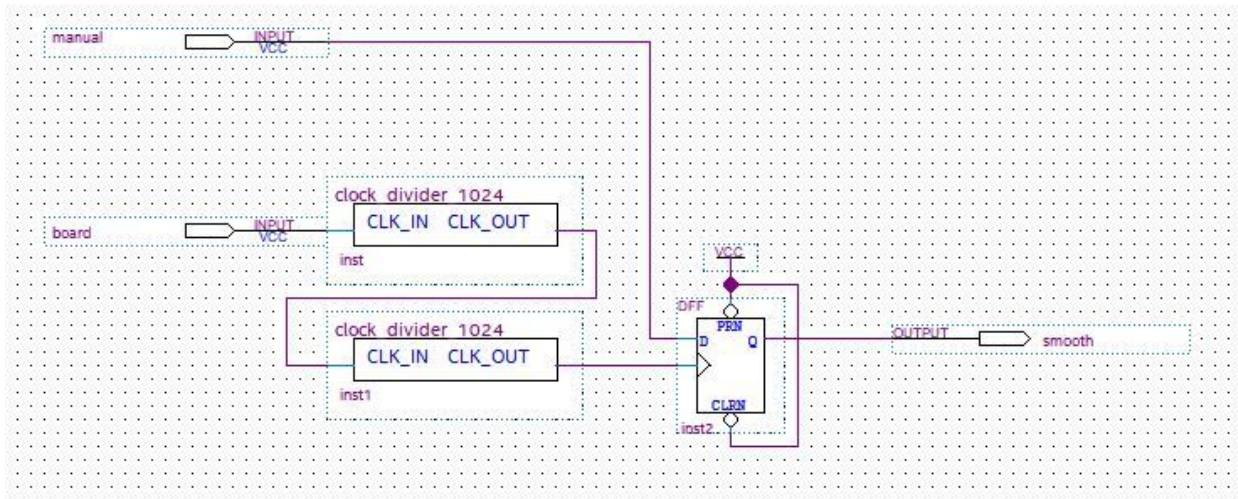 manual
INPUT
VCC
clock_divider_1024
CLK_IN CLK_OUT
inst
board
INPUT
VCC
VCC
clock_divider_1024
CLK_IN CLK_OUT
inst1
DFF
PRN
D Q
CLRN
inst2
OUTPUT
smooth